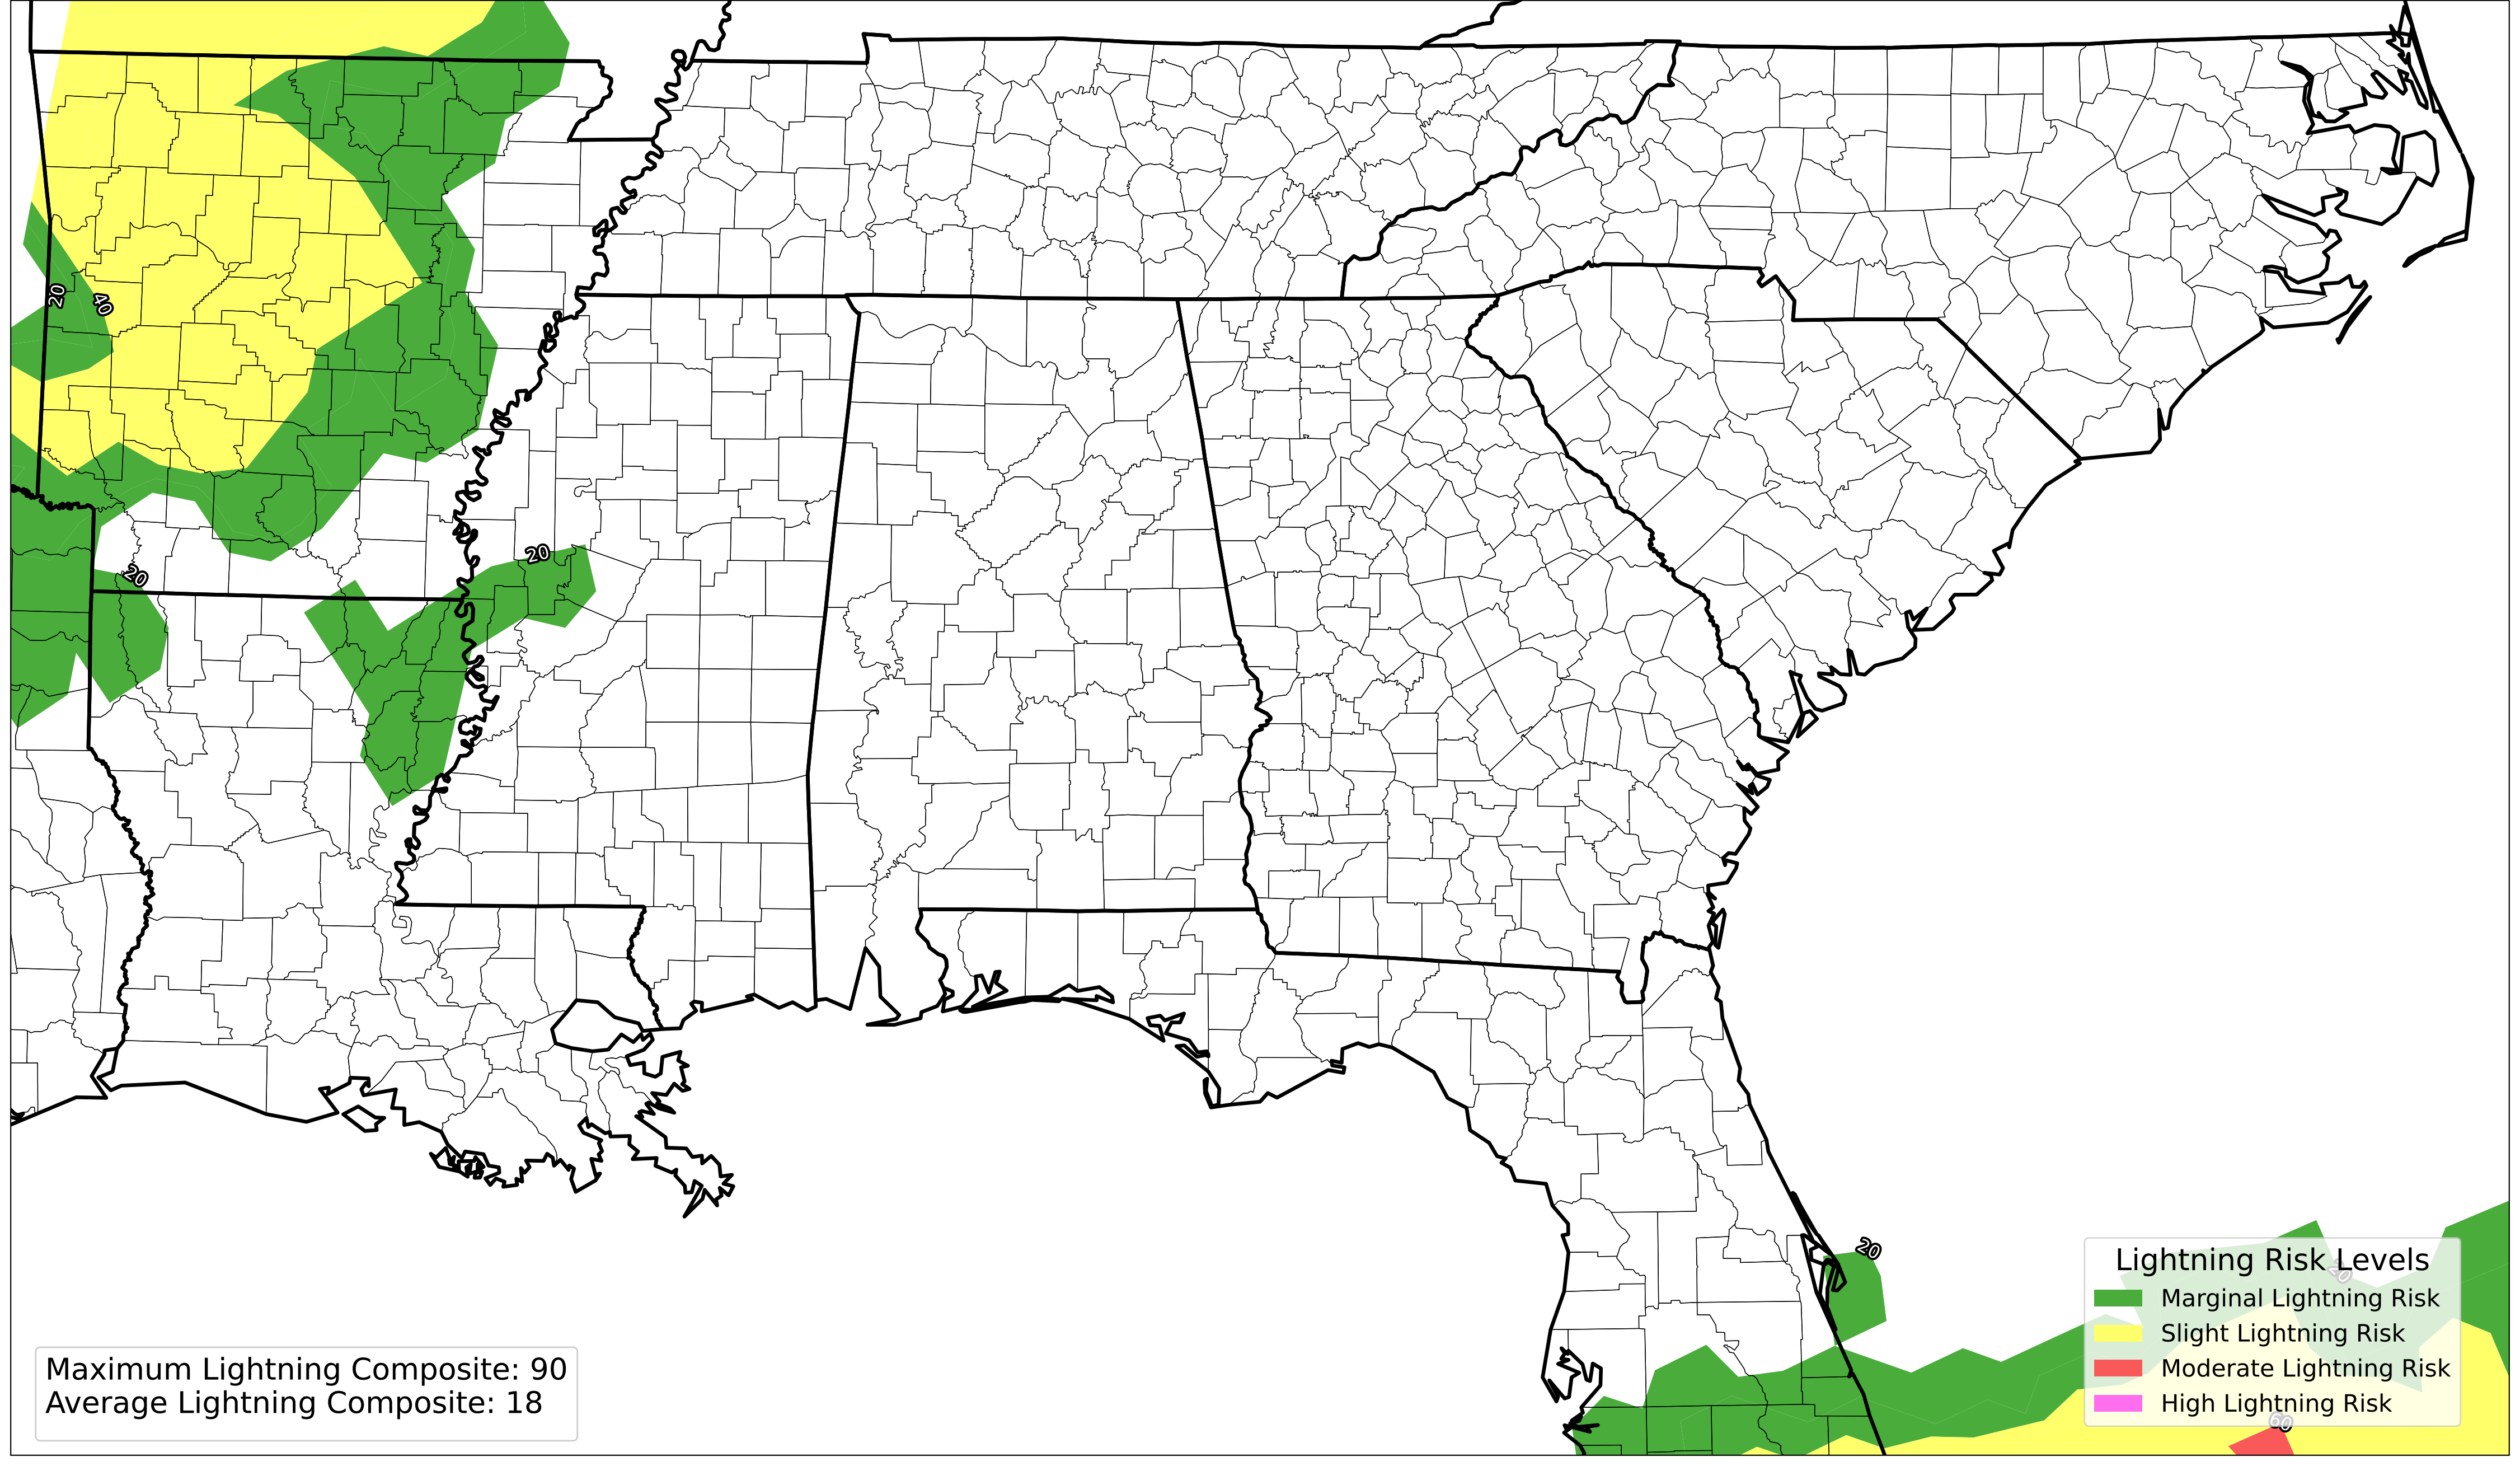 20
40
20
20
20
20
Lightning Risk Levels
Marginal Lightning Risk
Slight Lightning Risk
Moderate Lightning Risk
High Lightning Risk
60
Maximum Lightning Composite: 90
Average Lightning Composite: 18